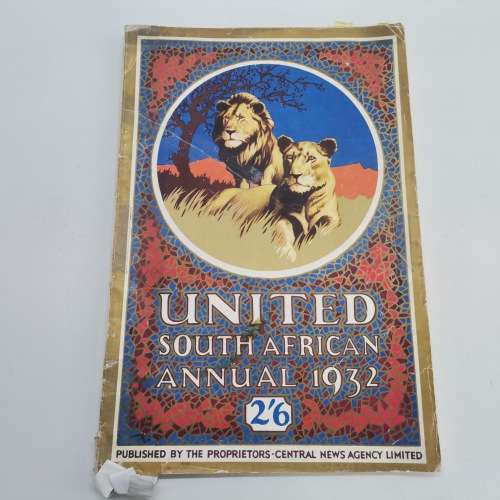 UNITED
SOUTH AFRICAN
ANNUAL 1932
2'6
PUBLISHED BY THE PROPRIETORS-CENTRAL NEWS AGENCY LIMITED